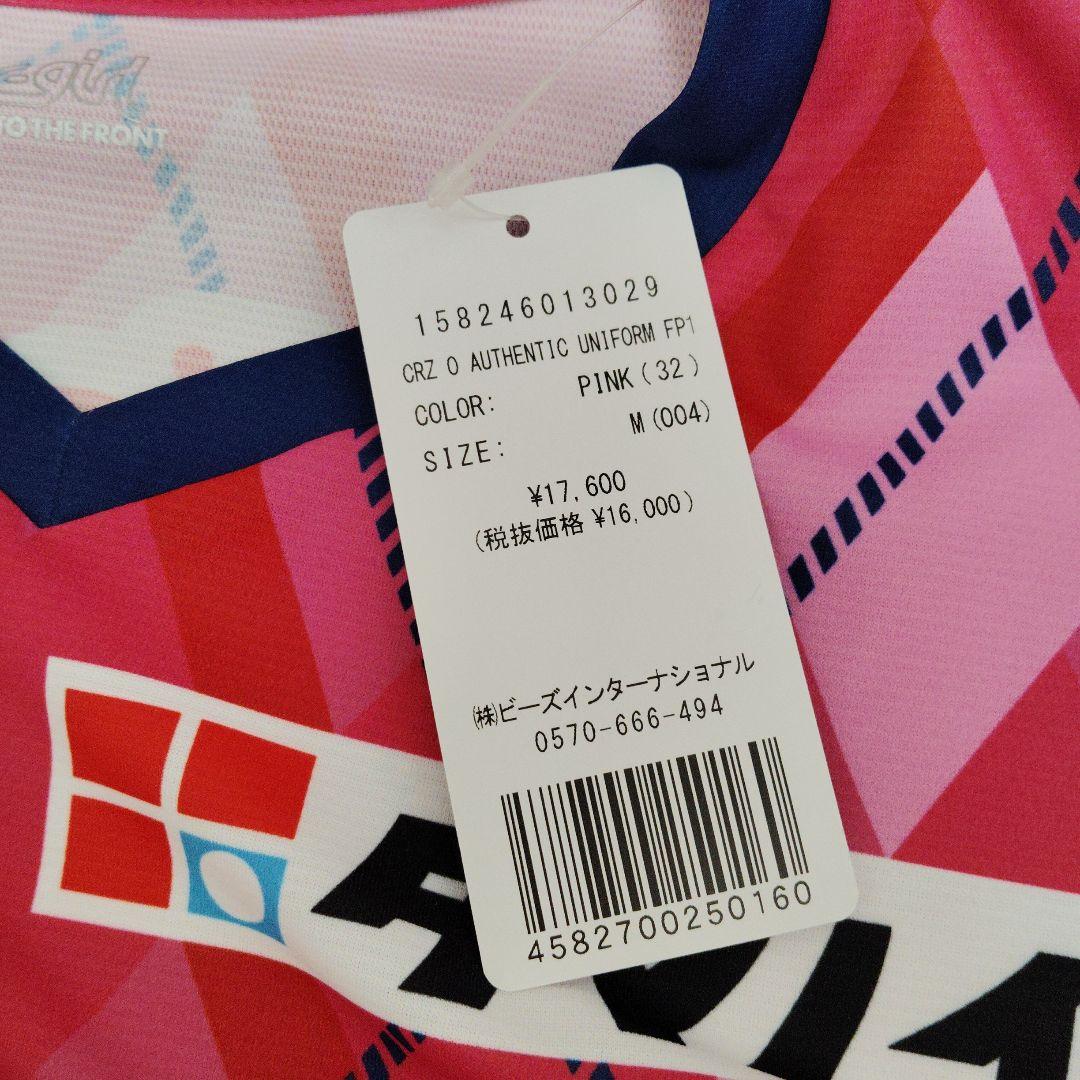 girl
TO THE FRONT
158246013029
CRZ O AUTHENTIC UNIFORM FP1
COLOR: PINK(32)
SIZE: M(004)
¥17,600
(税抜価格 ¥16,000)
㈱ビーズインターナショナル
0570-666-494
4582700250160